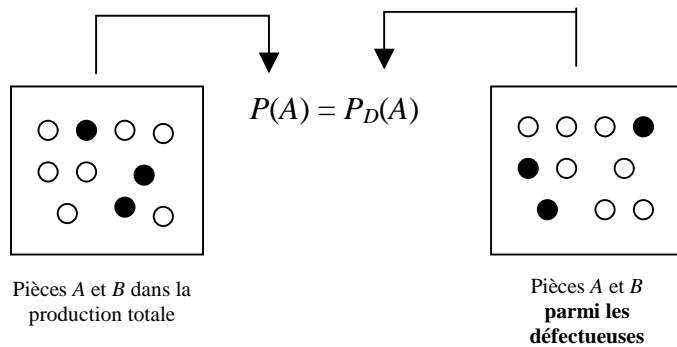 P(A) = P_D(A)
Pièces A et B dans la
production totale
Pièces A et B
parmi les
défectueuses